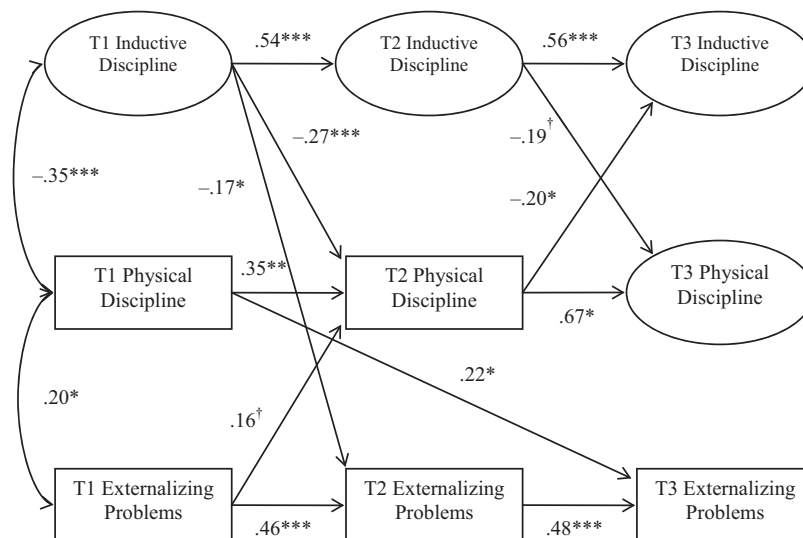 T1 Inductive
Discipline
.54***
T2 Inductive
Discipline
.56***
T3 Inductive
Discipline
–.27***
–.19†
–.35***
–.17*
–.20*
T1 Physical
Discipline
.35**
T2 Physical
Discipline
T3 Physical
Discipline
.67*
.22*
.20*
.16†
T1 Externalizing
Problems
T2 Externalizing
Problems
T3 Externalizing
Problems
.46***
.48***